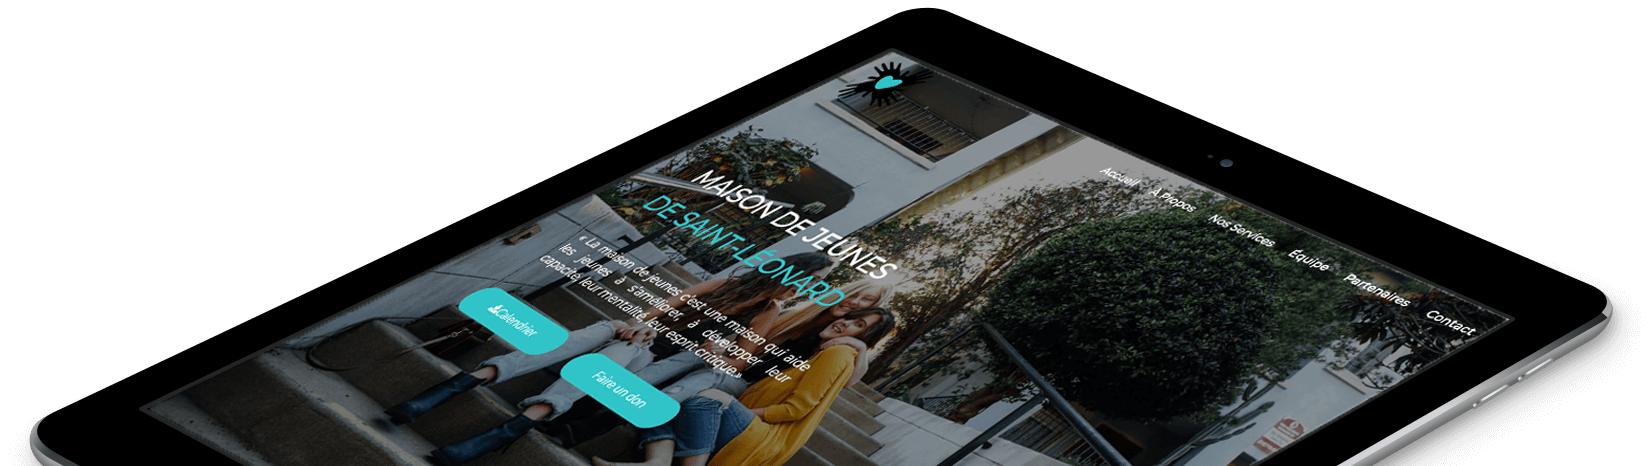 Accueil
À Propos
Nos Services
Équipe
Partenaires
Contact
MAISON DE JEUNES
DE SAINT-LÉONARD
« La maison de jeunes c'est une maison qui aide
les jeunes à s'améliorer, à développer leur
capacité, leur mentalité, leur esprit critique.»
Calendrier
Faire un don